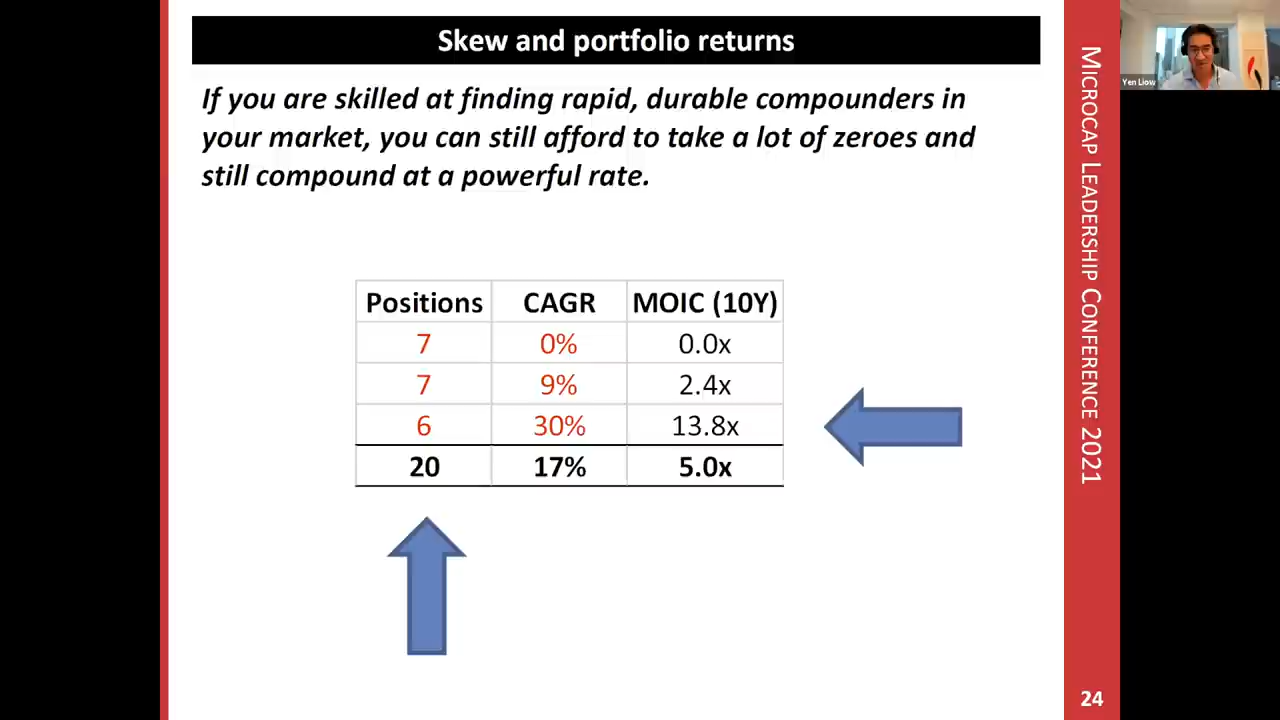 Skew and portfolio returns
If you are skilled at finding rapid, durable compounders in
your market, you can still afford to take a lot of zeroes and
still compound at a powerful rate.
Positions CAGR MOIC (10Y)
7 0% 0.0x
7 9% 2.4x
6 30% 13.8x
20 17% 5.0x
MICROCAP LEADERSHIP CONFERENCE 2021
24
Yen Liow